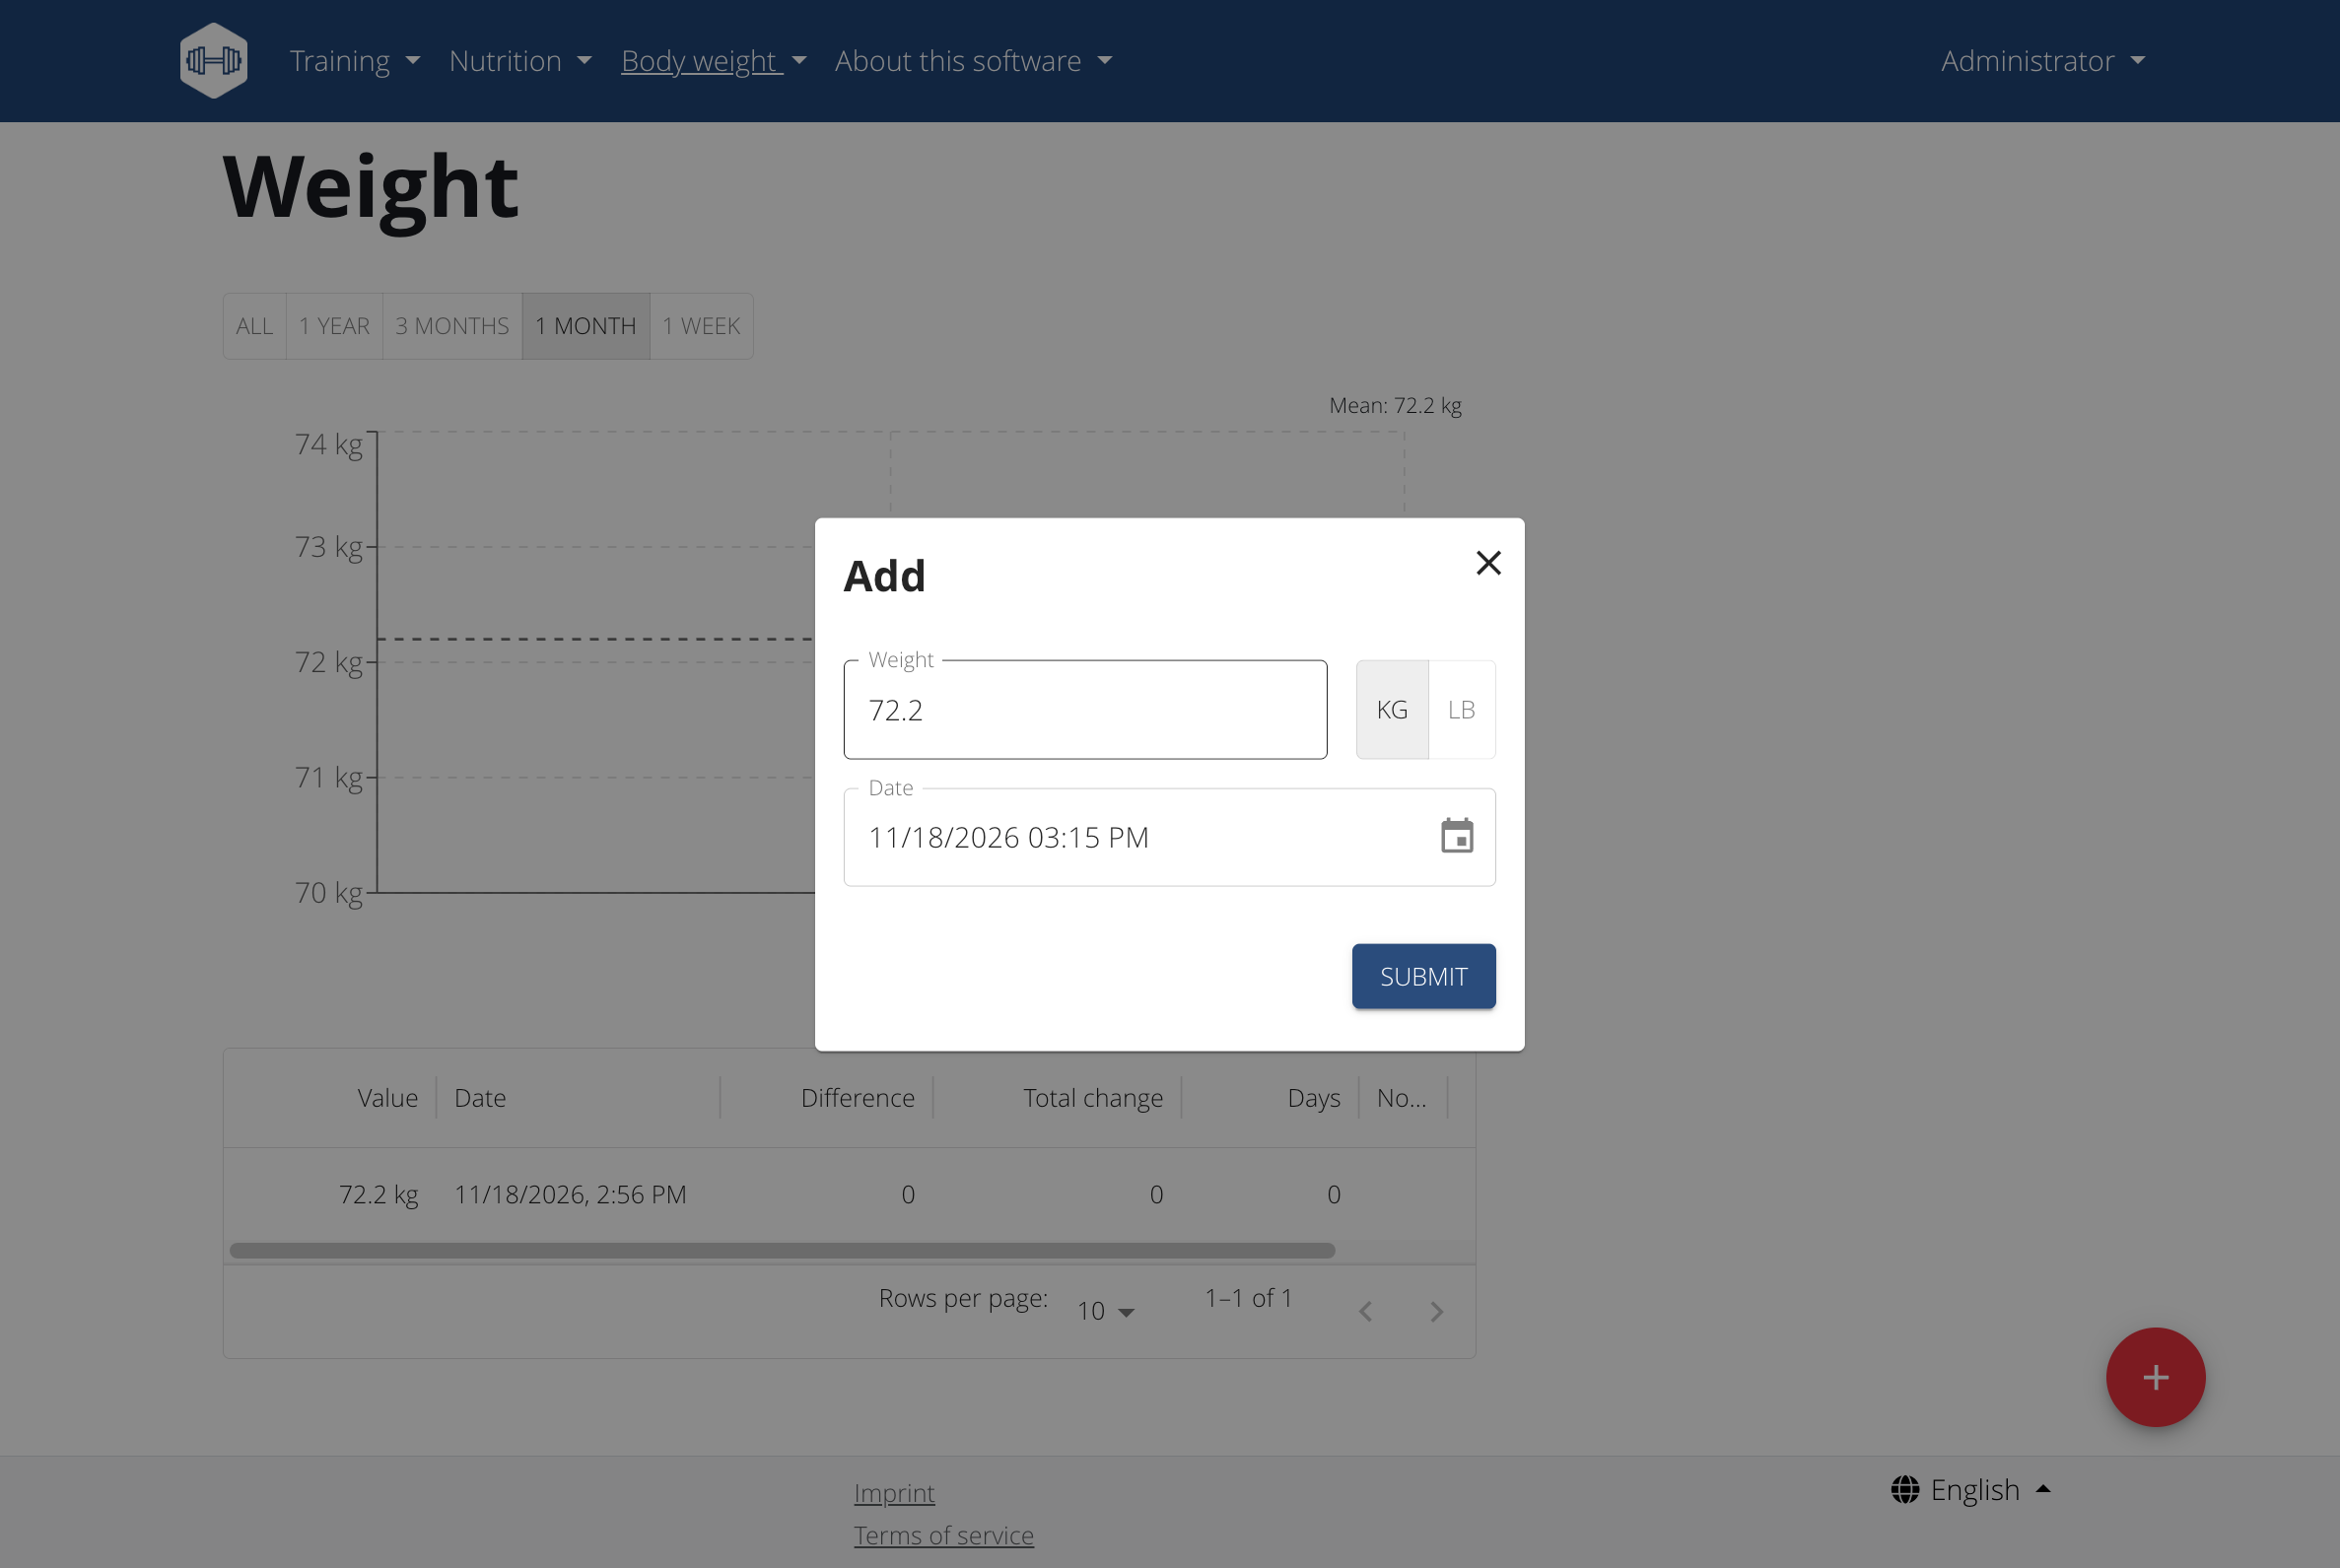 Training Nutrition Body weight About this software Administrator
Weight
ALL 1 YEAR 3 MONTHS 1 MONTH 1 WEEK
Mean: 72.2 kg
74 kg
73 kg
72 kg
71 kg
70 kg
Add
Weight
72.2
KG LB
Date
11/18/2026 03:15 PM
SUBMIT
Value Date Difference Total change Days No...
72.2 kg 11/18/2026, 2:56 PM 0 0 0
Rows per page: 10 1–1 of 1
Imprint
English
Terms of service